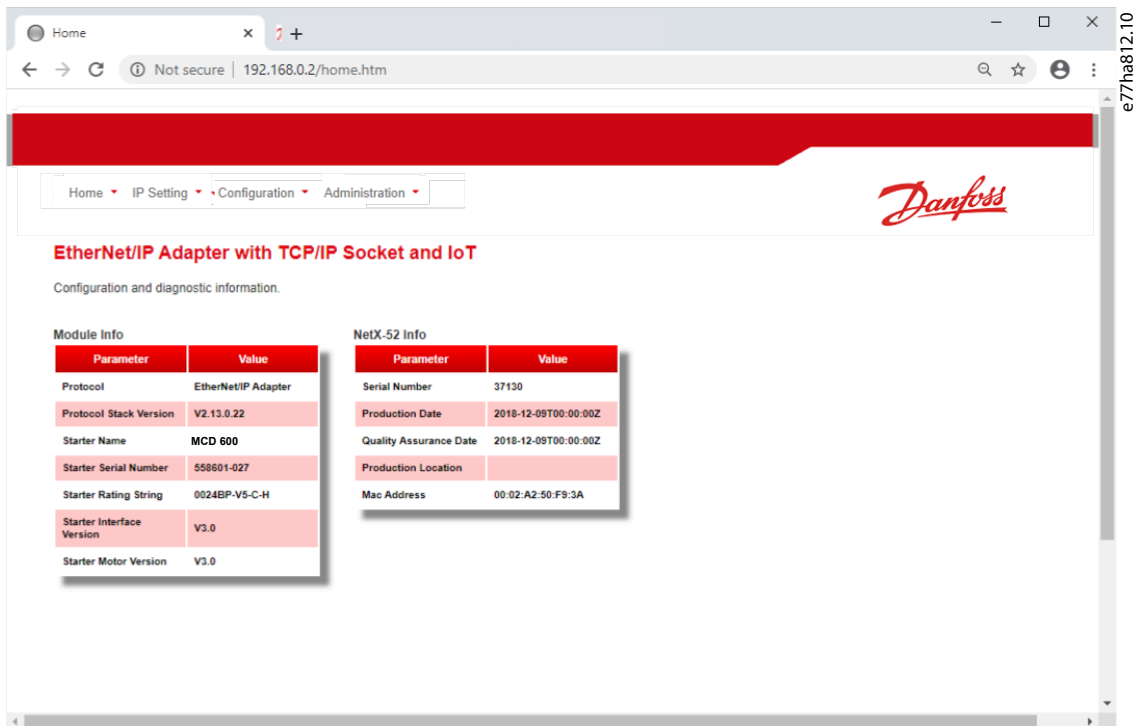 Home
Not secure | 192.168.0.2/home.htm
e77ha812.10
Home IP Setting Configuration Administration
Danfoss
EtherNet/IP Adapter with TCP/IP Socket and IoT
Configuration and diagnostic information.
Module Info
Parameter Value
Protocol EtherNet/IP Adapter
Protocol Stack Version V2.13.0.22
Starter Name MCD 600
Starter Serial Number 558601-027
Starter Rating String 0024BP-V5-C-H
Starter Interface
Version V3.0
Starter Motor Version V3.0
NetX-52 Info
Parameter Value
Serial Number 37130
Production Date 2018-12-09T00:00:00Z
Quality Assurance Date 2018-12-09T00:00:00Z
Production Location
Mac Address 00:02:A2:50:F9:3A